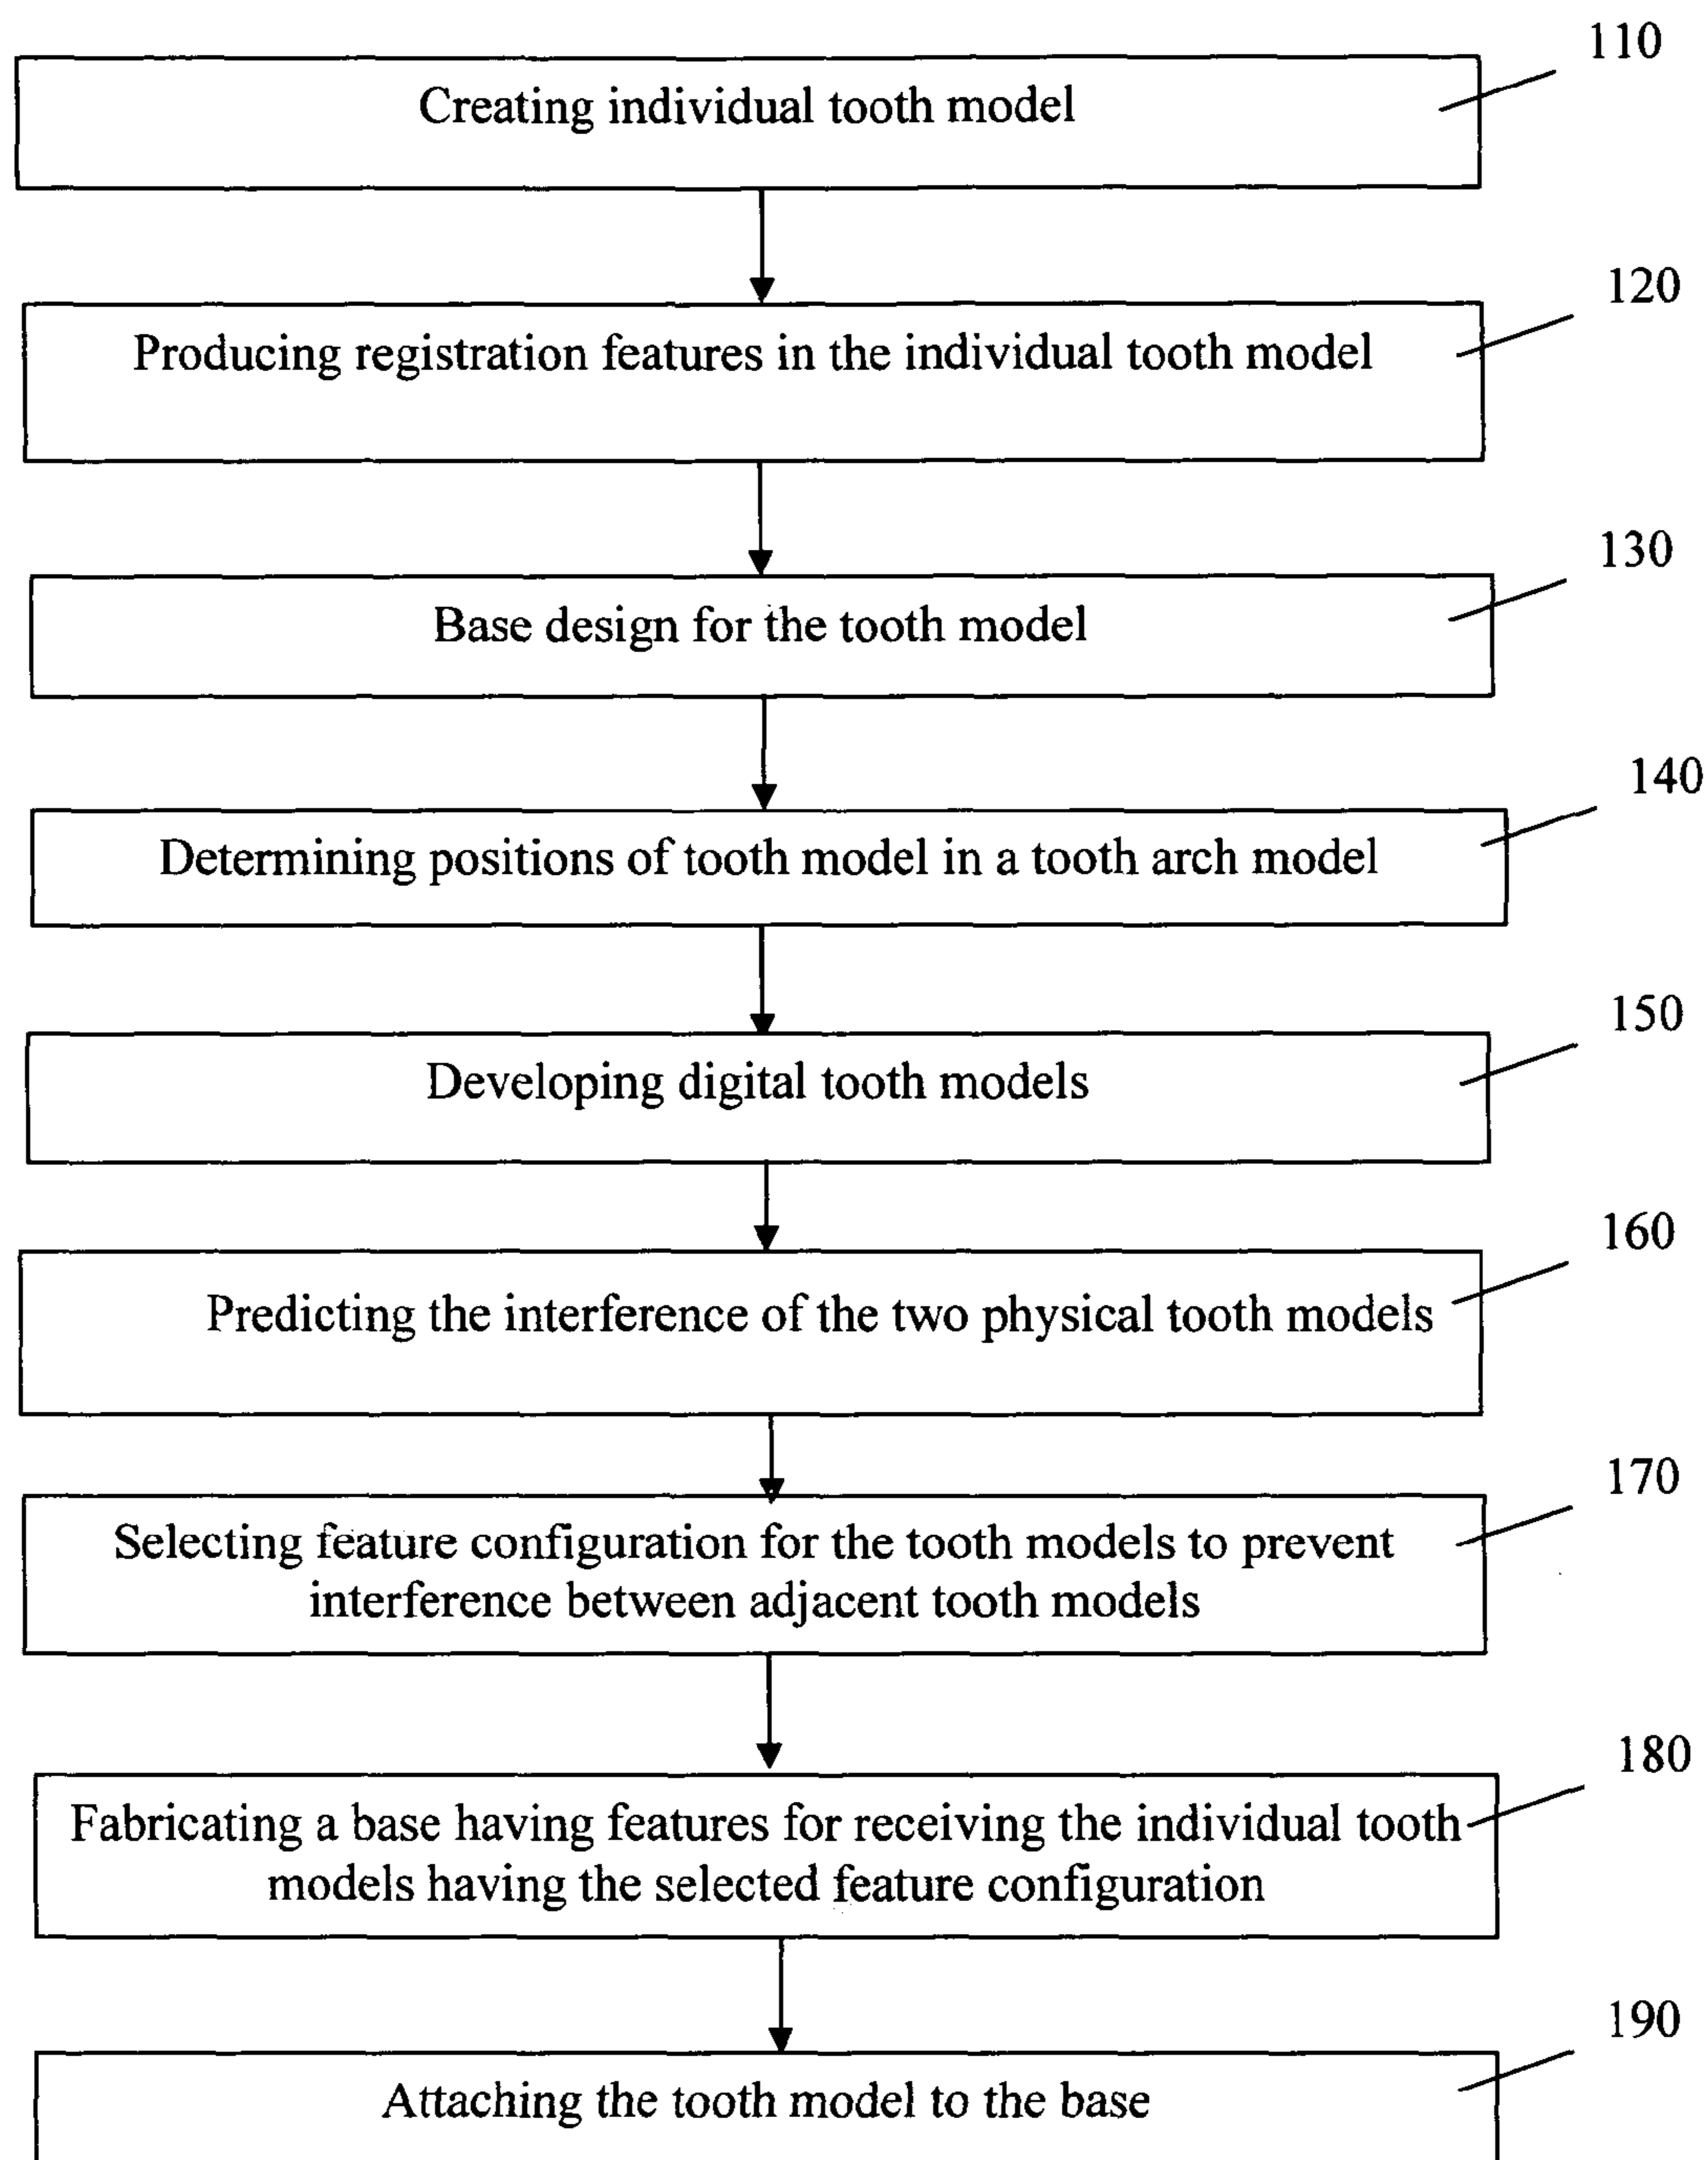 110
Creating individual tooth model
120
Producing registration features in the individual tooth model
130
Base design for the tooth model
140
Determining positions of tooth model in a tooth arch model
150
Developing digital tooth models
160
Predicting the interference of the two physical tooth models
170
Selecting feature configuration for the tooth models to prevent
interference between adjacent tooth models
180
Fabricating a base having features for receiving the individual tooth
models having the selected feature configuration
190
Attaching the tooth model to the base